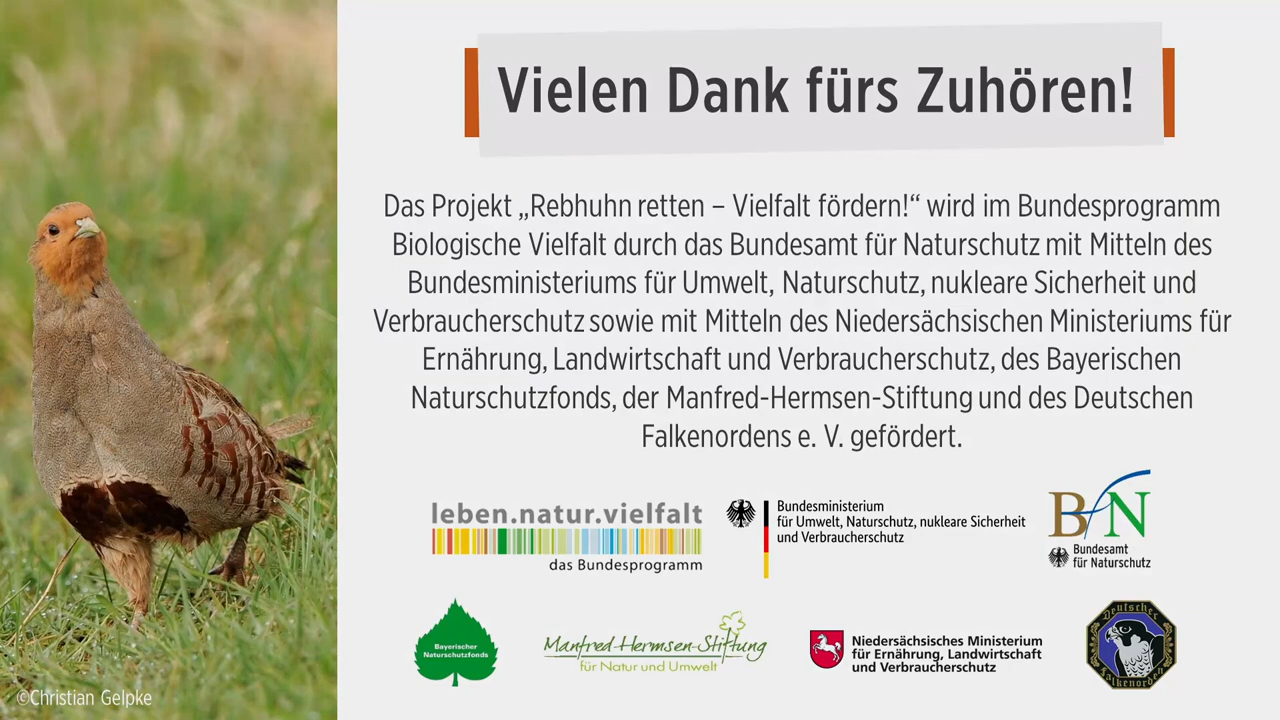 Vielen Dank fürs Zuhören!
Das Projekt „Rebhuhn retten – Vielfalt fördern!“ wird im Bundesprogramm
Biologische Vielfalt durch das Bundesamt für Naturschutz mit Mitteln des
Bundesministeriums für Umwelt, Naturschutz, nukleare Sicherheit und
Verbraucherschutz sowie mit Mitteln des Niedersächsischen Ministeriums für
Ernährung, Landwirtschaft und Verbraucherschutz, des Bayerischen
Naturschutzfonds, der Manfred-Hermsen-Stiftung und des Deutschen
Falkenordens e. V. gefördert.
leben.natur.vielfalt
das Bundesprogramm
Bundesministerium
für Umwelt, Naturschutz, nukleare Sicherheit
und Verbraucherschutz
BfN
Bundesamt
für Naturschutz
Bayerischer
Naturschutzfonds
Manfred-Hermsen-Stiftung
für Natur und Umwelt
Niedersächsisches Ministerium
für Ernährung, Landwirtschaft
und Verbraucherschutz
Deutscher
Falkenorden
©Christian Gelpke